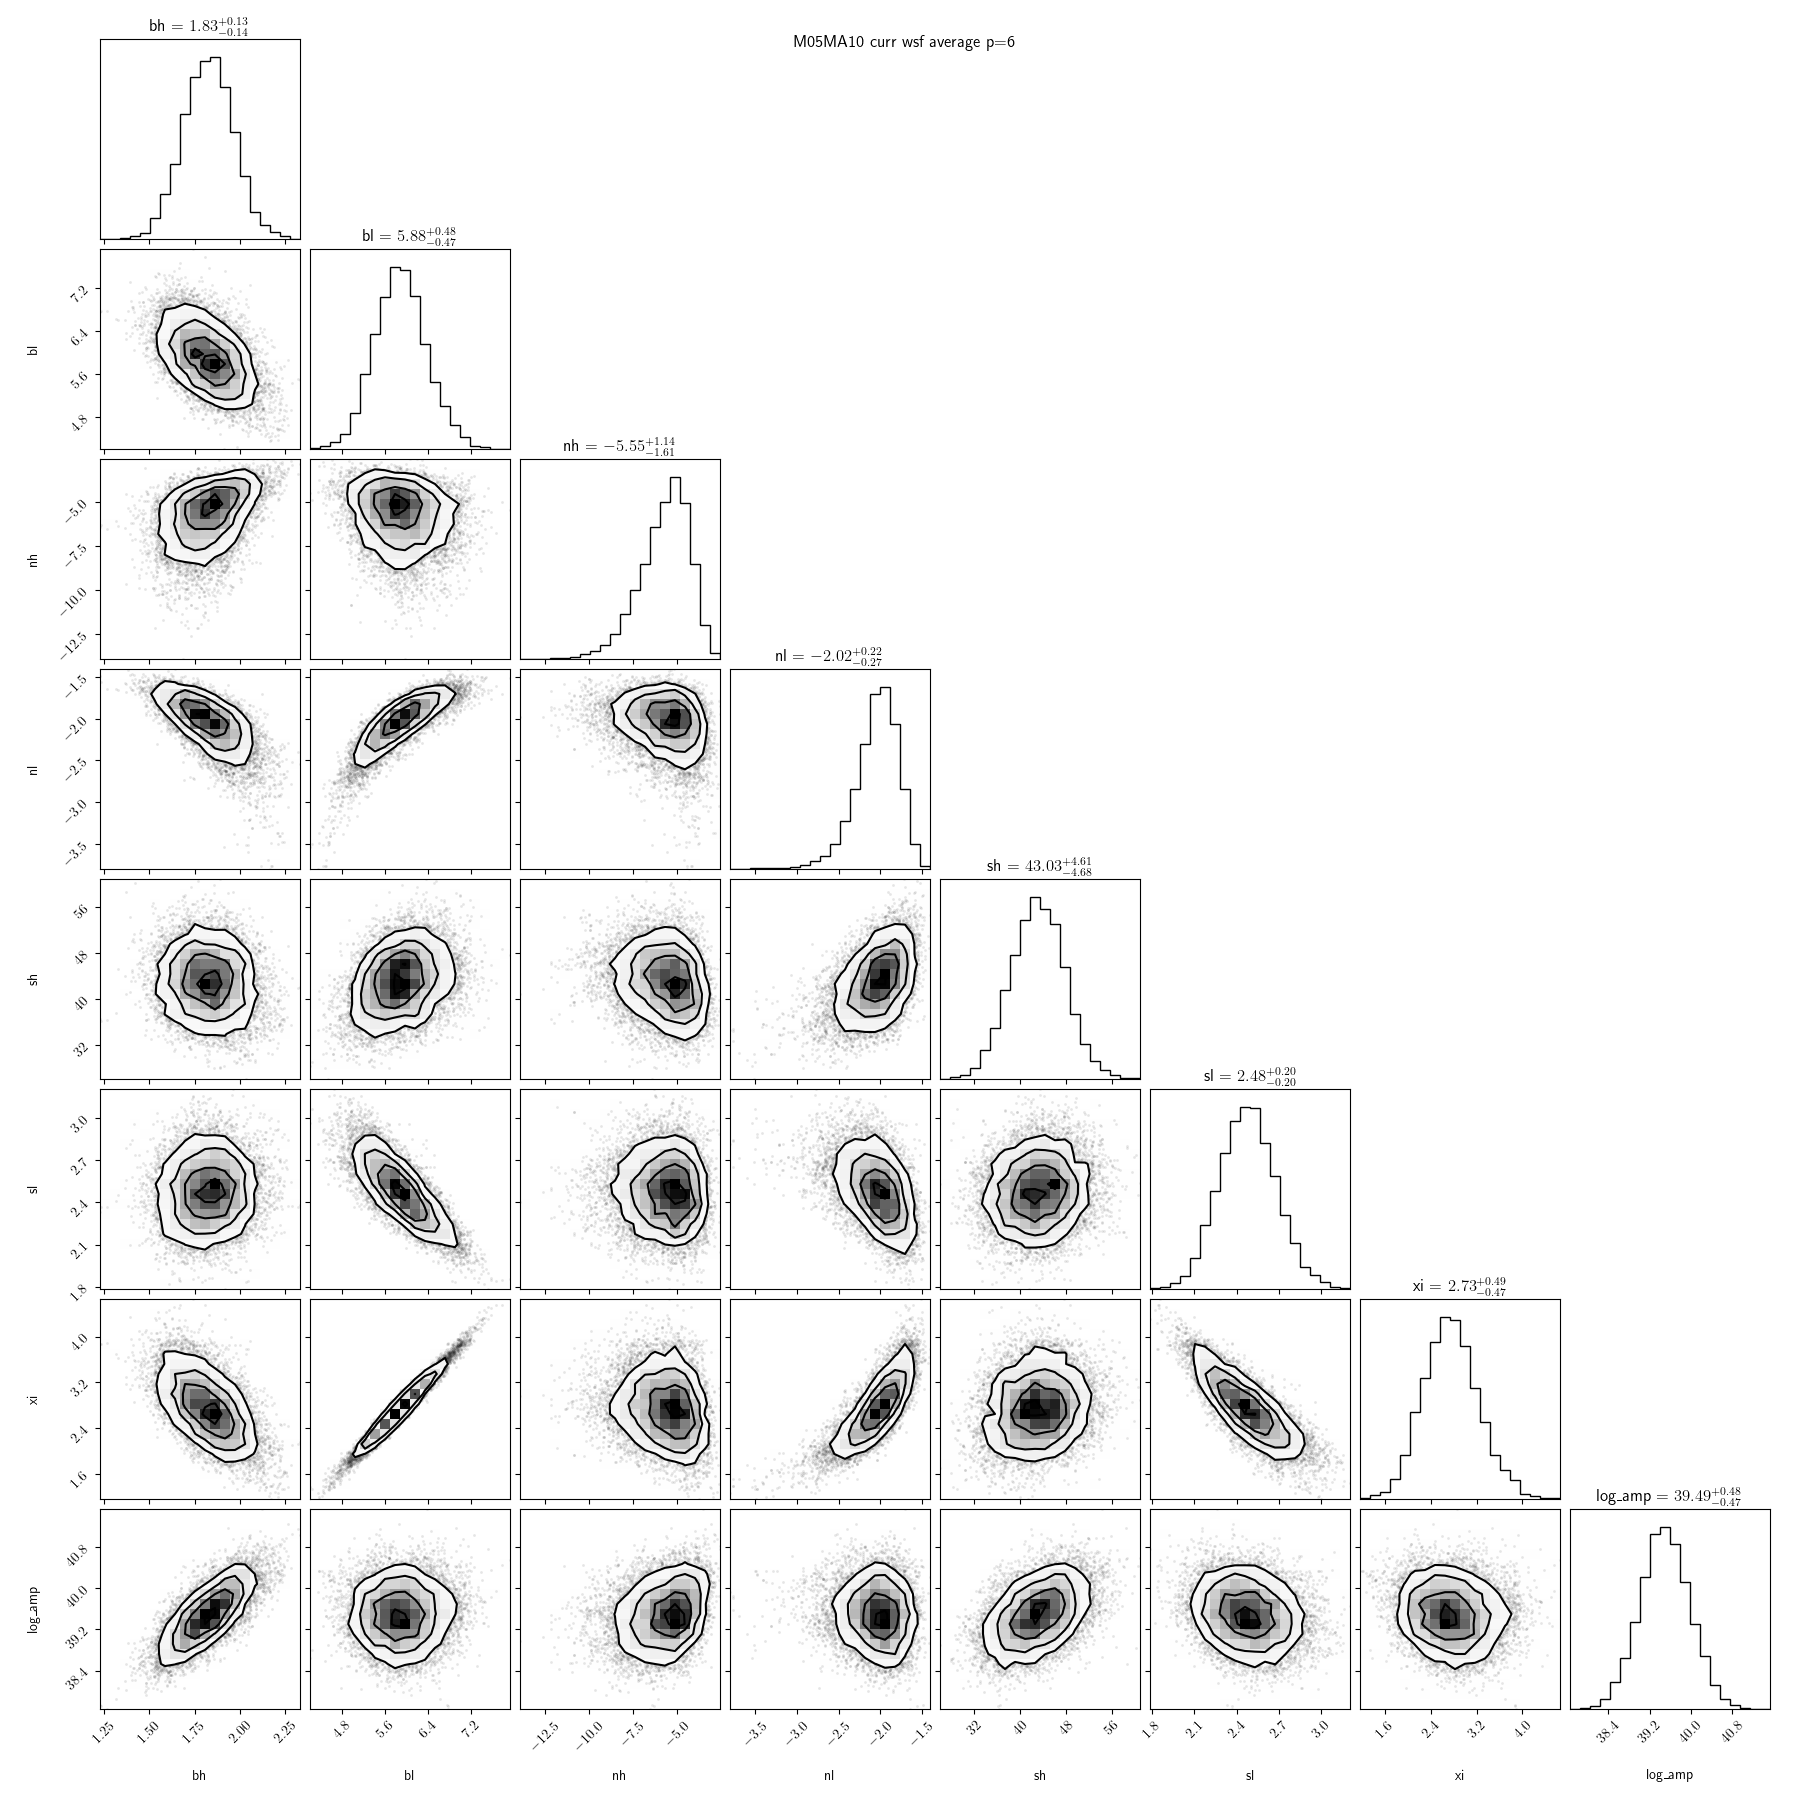 M05MA10 curr wsf average p=6
bh = 1.83+0.13−0.14
bl = 5.88+0.48−0.47
nh = −5.55+1.14−1.61
nl = −2.02+0.22−0.27
sh = 43.03+4.61−4.68
sl = 2.48+0.20−0.20
xi = 2.73+0.49−0.47
log_amp = 39.49+0.48−0.47
bl
7.2
6.4
5.6
4.8
nh
−5.0
−7.5
−10.0
−12.5
nl
−1.5
−2.0
−2.5
−3.0
−3.5
sh
56
48
40
32
sl
3.0
2.7
2.4
2.1
1.8
xi
4.0
3.2
2.4
1.6
log_amp
40.8
40.0
39.2
38.4
1.25 1.50 1.75 2.00 2.25
4.8 5.6 6.4 7.2
−12.5 −10.0 −7.5 −5.0
−3.5 −3.0 −2.5 −2.0 −1.5
32 40 48 56
1.8 2.1 2.4 2.7 3.0
1.6 2.4 3.2 4.0
38.4 39.2 40.0 40.8
bh bl nh nl sh sl xi log_amp